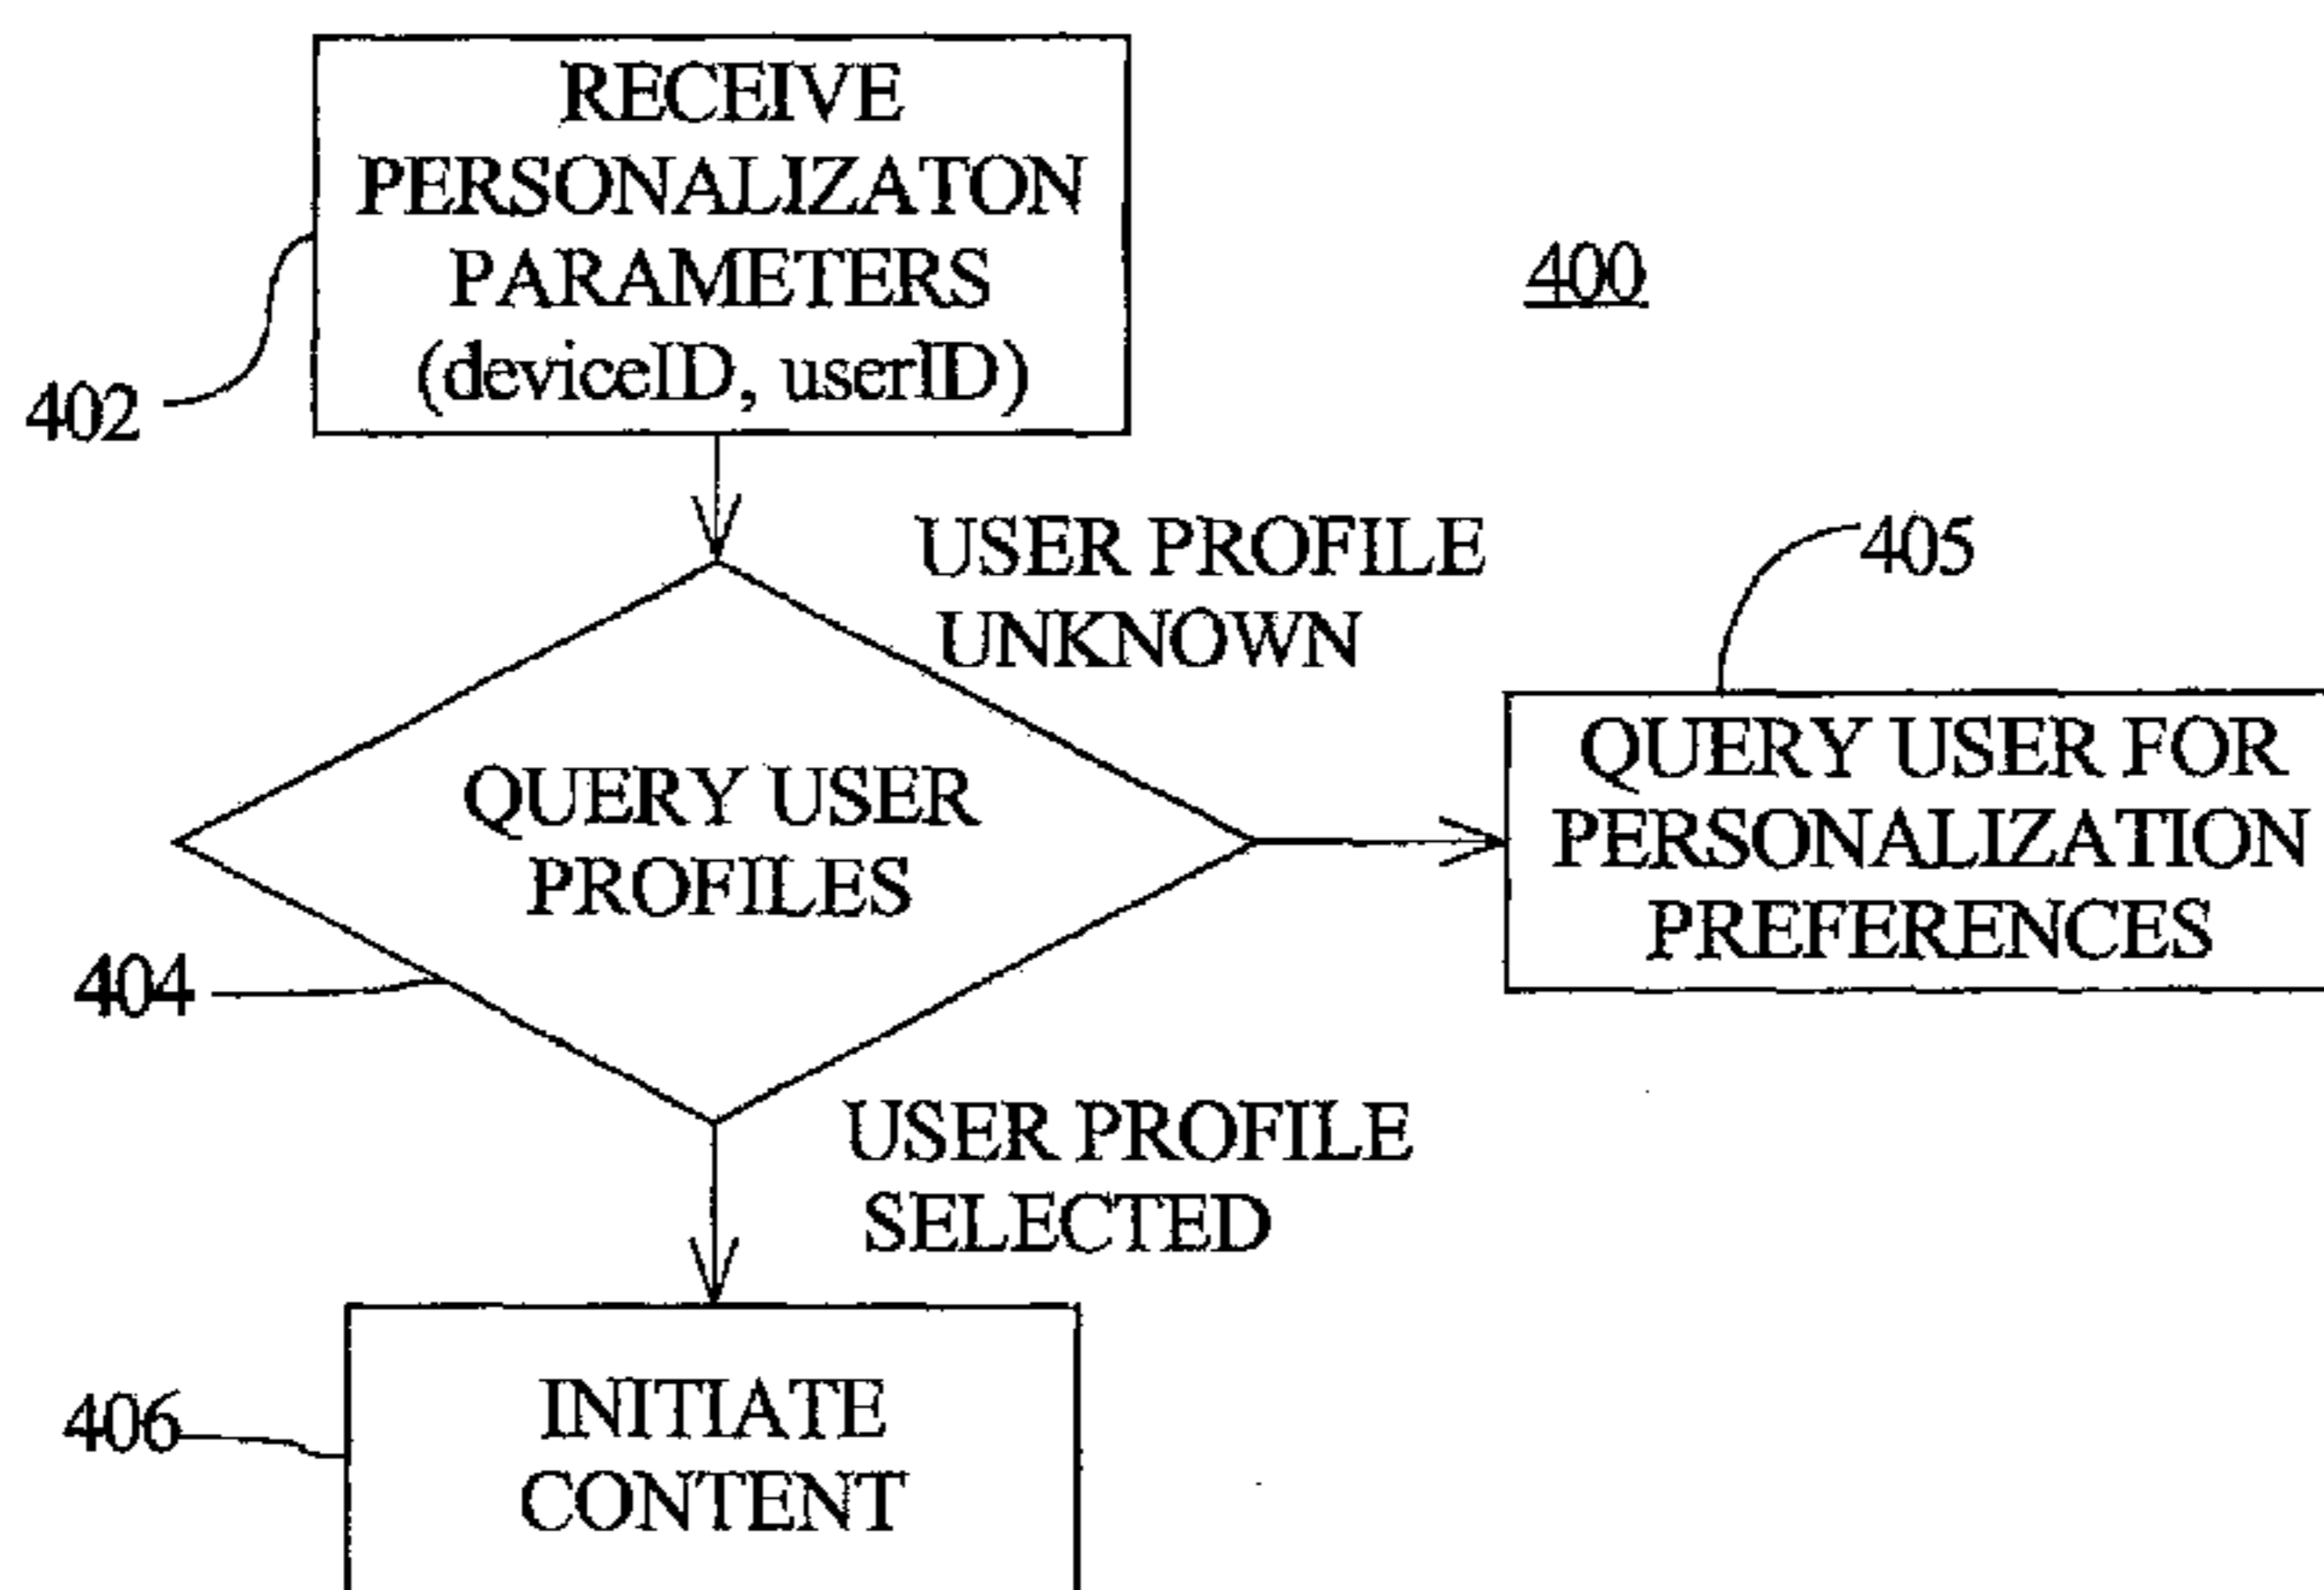 RECEIVE
PERSONALIZATON
PARAMETERS
(deviceID, userID)
400
402
USER PROFILE
UNKNOWN
405
QUERY USER
PROFILES
QUERY USER FOR
PERSONALIZATION
PREFERENCES
404
USER PROFILE
SELECTED
406
INITIATE
CONTENT